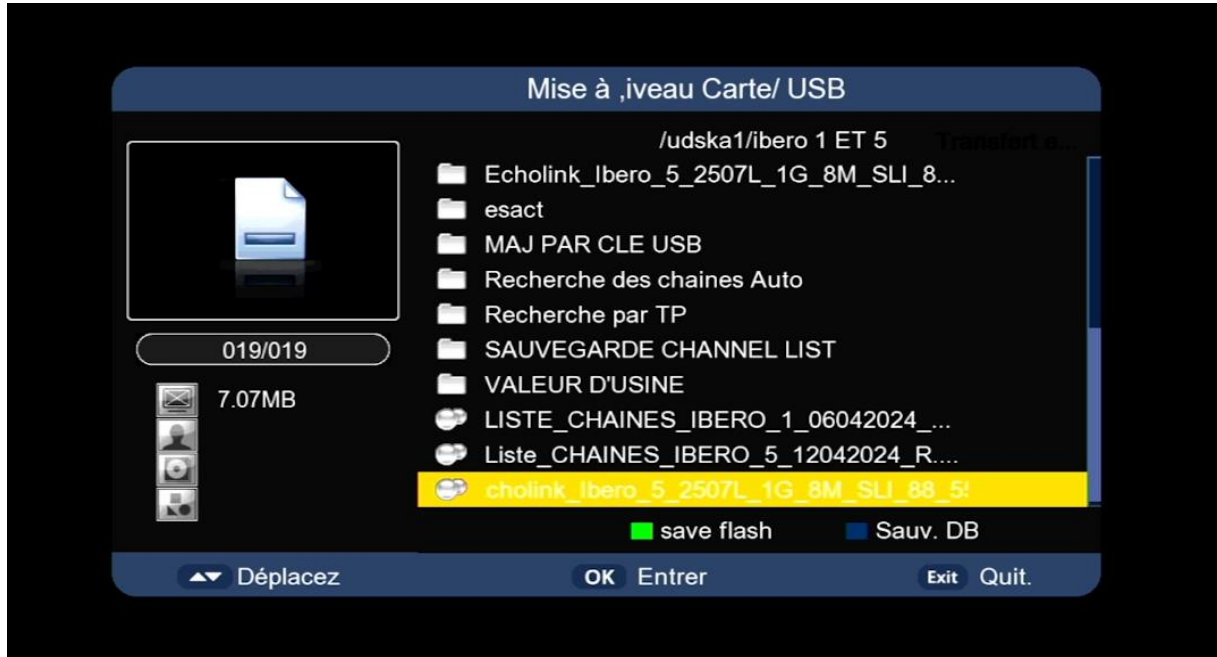 Mise à ,iveau Carte/ USB
/udska1/ibero 1 ET 5
Transfert e...
Echolink_Ibero_5_2507L_1G_8M_SLI_8...
esact
MAJ PAR CLE USB
Recherche des chaines Auto
Recherche par TP
SAUVEGARDE CHANNEL LIST
VALEUR D'USINE
LISTE_CHAINES_IBERO_1_06042024_...
Liste_CHAINES_IBERO_5_12042024_R....
cholink_Ibero_5_2507L_1G_8M_SLI_88_5
019/019
7.07MB
save flash
Sauv. DB
Déplacez
OK Entrer
Exit Quit.